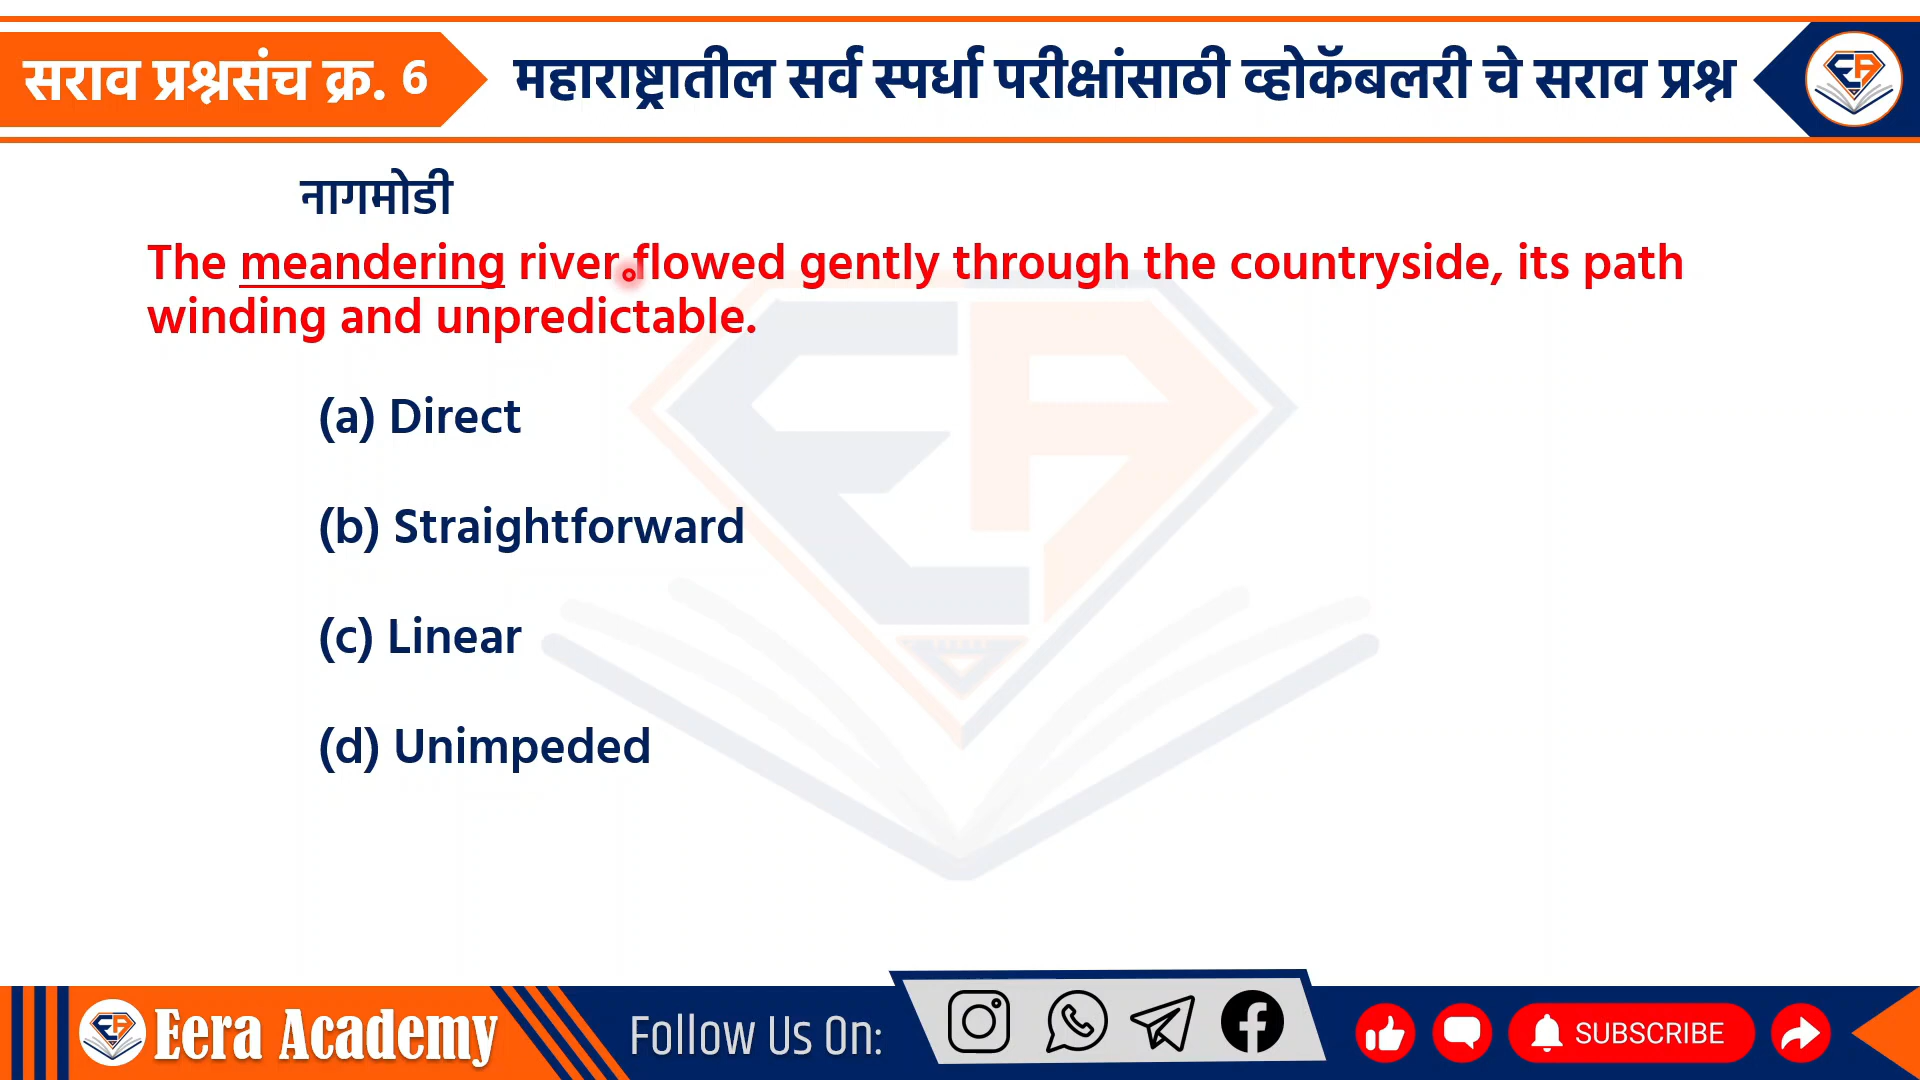 सराव प्रश्नसंच क्र. 6
महाराष्ट्रातील सर्व स्पर्धा परीक्षांसाठी व्होकॅबलरी चे सराव प्रश्न
नागमोडी
The meandering river flowed gently through the countryside, its path
winding and unpredictable.
(a) Direct
(b) Straightforward
(c) Linear
(d) Unimpeded
Eera Academy
Follow Us On:
SUBSCRIBE